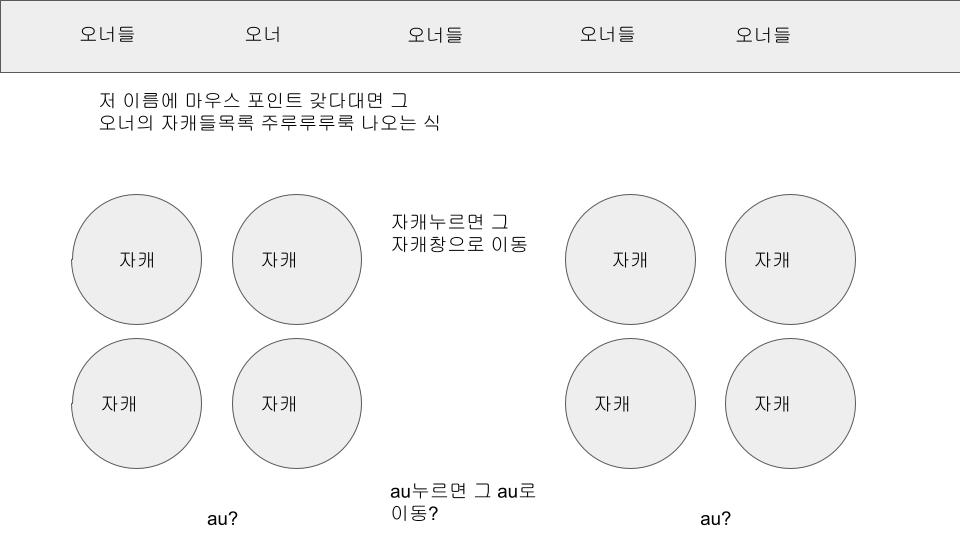 오너들 오너 오너들 오너들 오너들
저 이름에 마우스 포인트 갖다대면 그
오너의 자캐들목록 주루루루룩 나오는 식
자캐누르면 그
자캐창으로 이동
자캐 자캐 자캐 자캐
자캐 자캐 자캐 자캐
au누르면 그 au로
이동?
au? au?